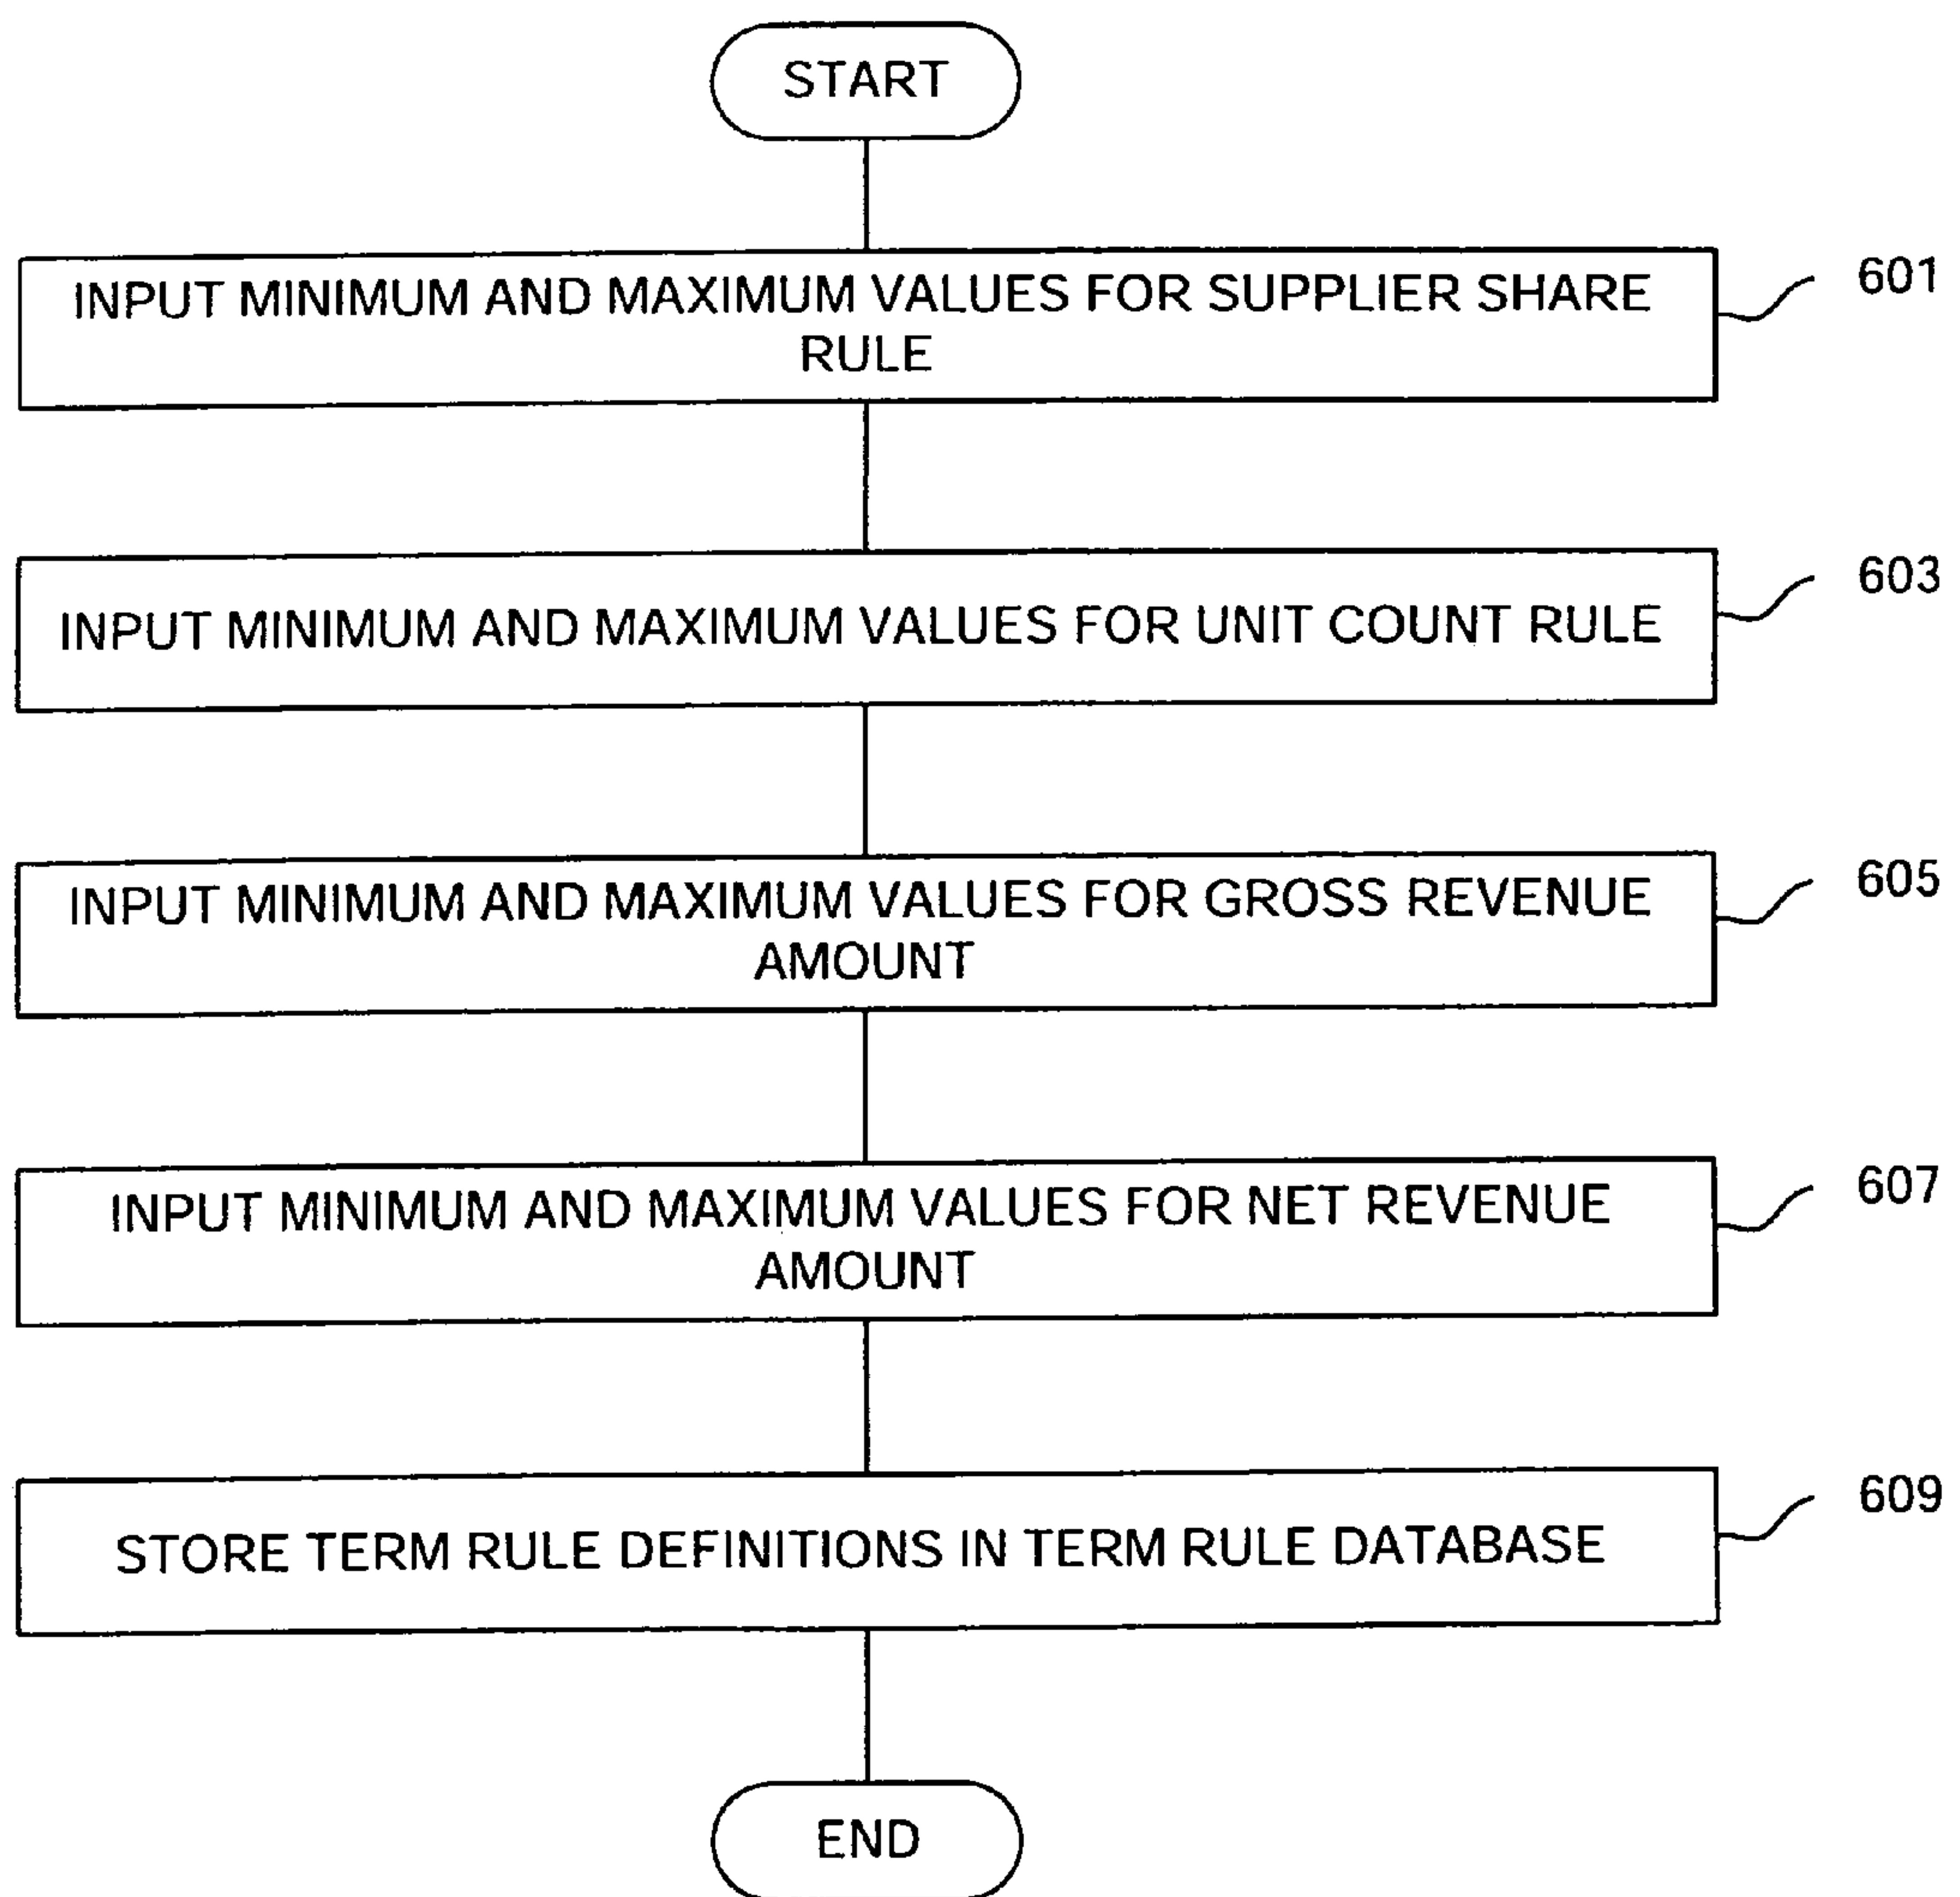 START
INPUT MINIMUM AND MAXIMUM VALUES FOR SUPPLIER SHARE
RULE
601
INPUT MINIMUM AND MAXIMUM VALUES FOR UNIT COUNT RULE
603
INPUT MINIMUM AND MAXIMUM VALUES FOR GROSS REVENUE
AMOUNT
605
INPUT MINIMUM AND MAXIMUM VALUES FOR NET REVENUE
AMOUNT
607
STORE TERM RULE DEFINITIONS IN TERM RULE DATABASE
609
END